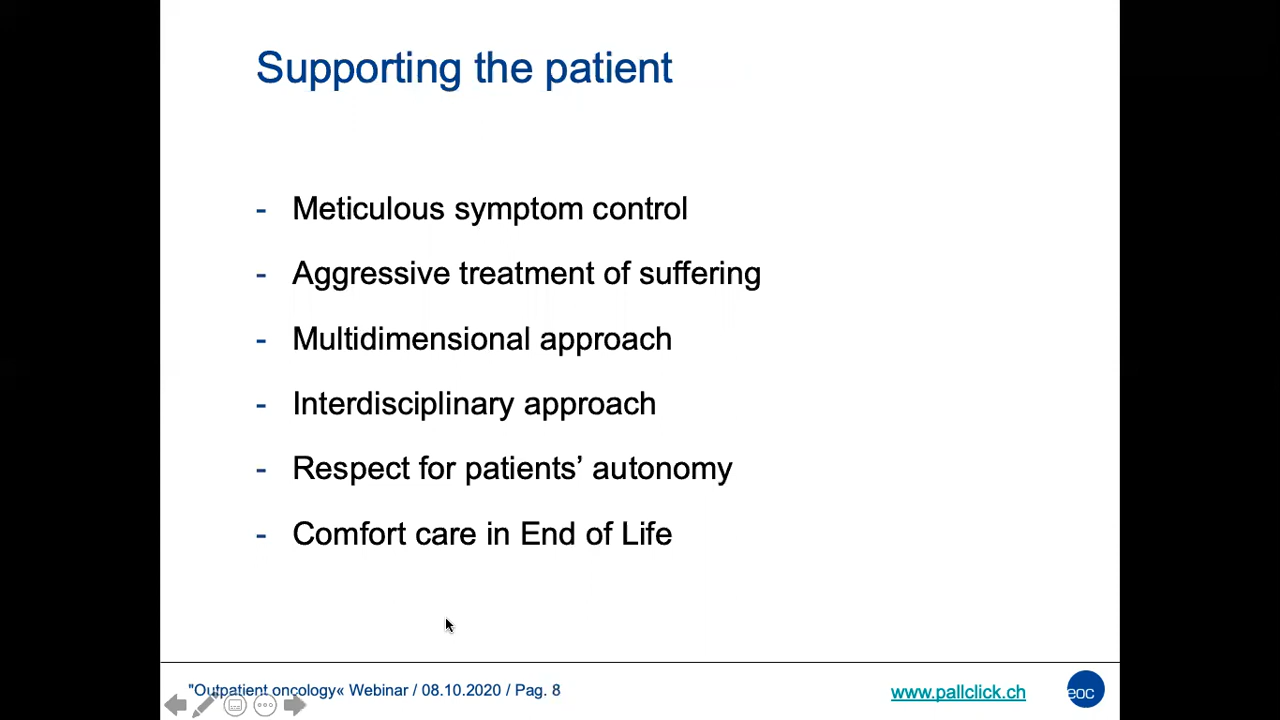 Supporting the patient
- Meticulous symptom control
- Aggressive treatment of suffering
- Multidimensional approach
- Interdisciplinary approach
- Respect for patients’ autonomy
- Comfort care in End of Life
"Outpatient oncology« Webinar / 08.10.2020 / Pag. 8
www.pallclick.ch
eoc